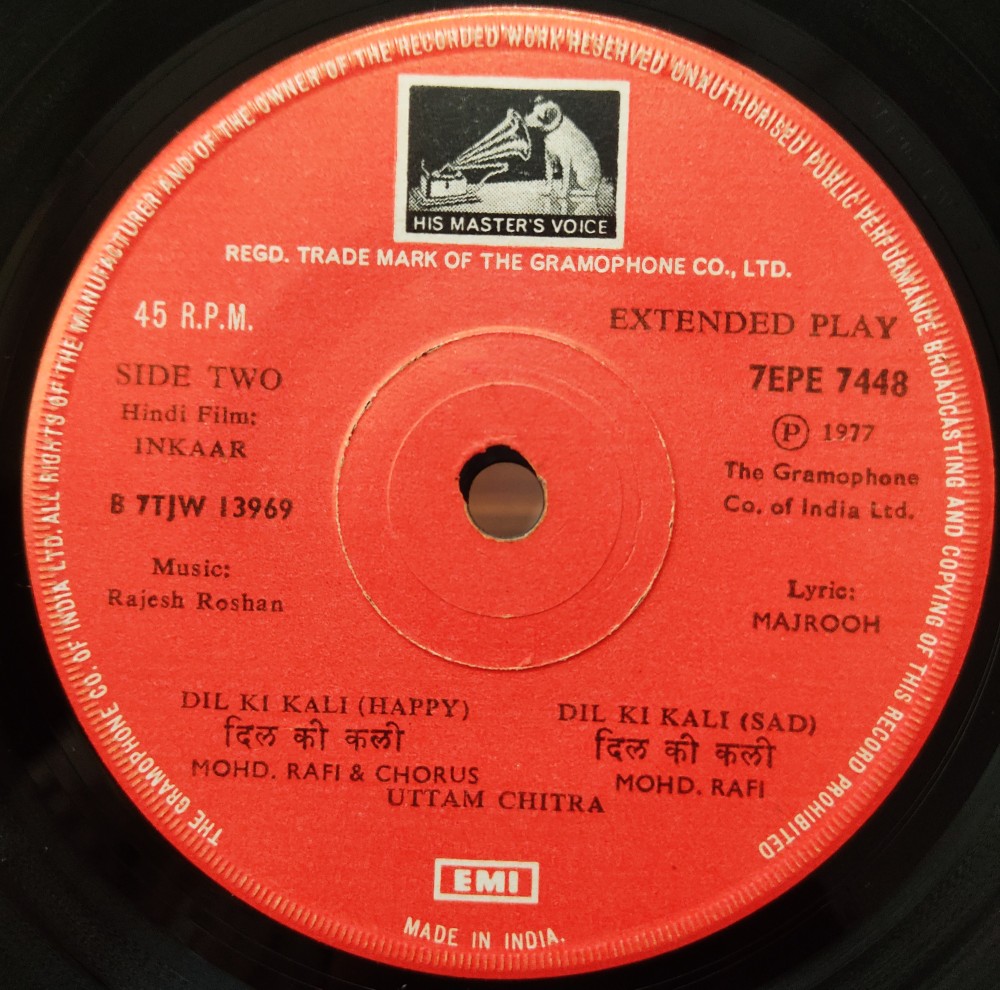 THE GRAMOPHONE CO. OF INDIA LTD. ALL RIGHTS OF THE MANUFACTURER AND OF THE OWNER OF THE RECORDED WORK RESERVED UNAUTHORISED PUBLIC PERFORMANCE BROADCASTING AND COPYING OF THIS RECORD PROHIBITED
HIS MASTER'S VOICE
REGD. TRADE MARK OF THE GRAMOPHONE CO., LTD.
45 R.P.M.
EXTENDED PLAY
SIDE TWO
7EPE 7448
Hindi Film:
INKAAR
Ⓟ 1977
The Gramophone
Co. of India Ltd.
B 7TJW 13969
Music:
Rajesh Roshan
Lyric:
MAJROOH
DIL KI KALI (HAPPY)
दिल की कली
MOHD. RAFI & CHORUS
DIL KI KALI (SAD)
दिल की कली
MOHD. RAFI
UTTAM CHITRA
EMI
MADE IN INDIA.